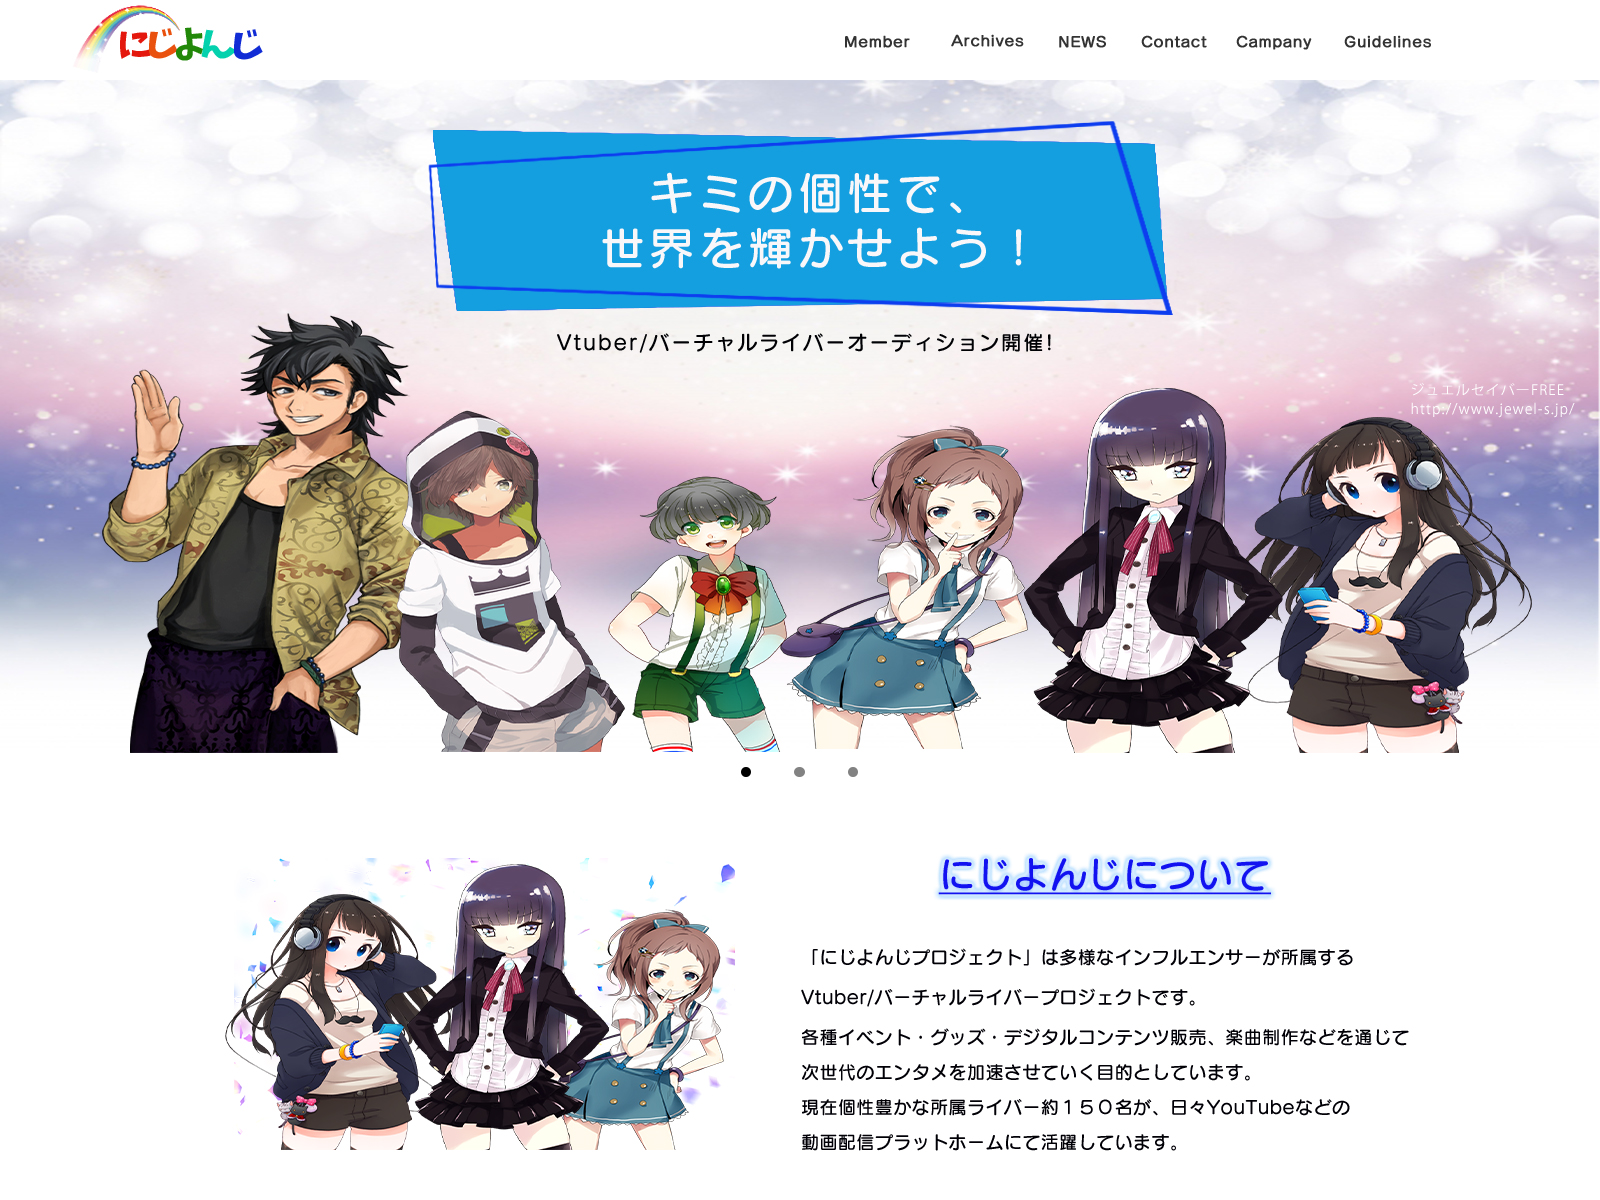 にじよんじ
Member
Archives
NEWS
Contact
Campany
Guidelines
キミの個性で、
世界を輝かせよう！
Vtuber/バーチャルライバーオーディション開催!
ジュエルセイバーFREE
http://www.jewel-s.jp/
にじよんじについて
「にじよんじプロジェクト」は多様なインフルエンサーが所属する
Vtuber/バーチャルライバープロジェクトです。
各種イベント・グッズ・デジタルコンテンツ販売、楽曲制作などを通じて
次世代のエンタメを加速させていく目的としています。
現在個性豊かな所属ライバー約１５０名が、日々YouTubeなどの
動画配信プラットホームにて活躍しています。